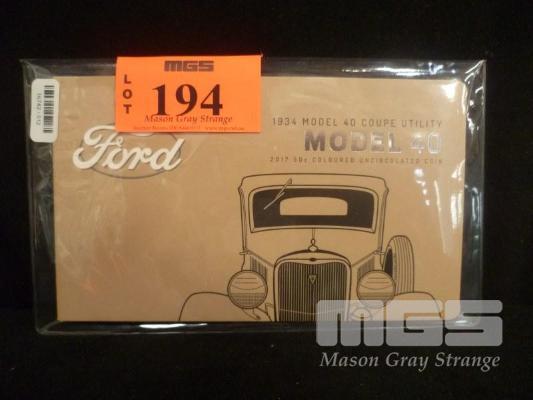 MGS
LOT
194
Mason Gray Strange
Ford
1934 MODEL 40 COUPE UTILITY
MODEL 40
2017 50c COLOURED UNCIRCULATED COIN
MGS
Mason Gray Strange